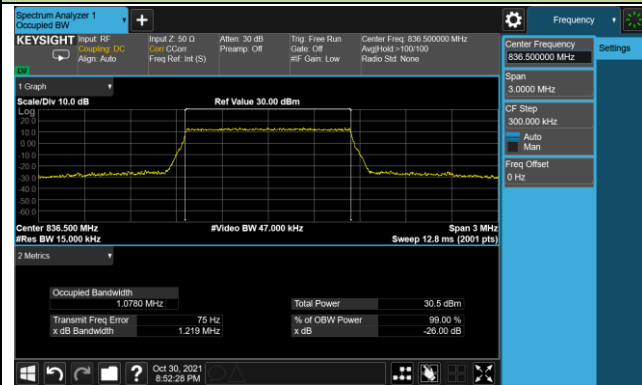 Spectrum Analyzer 1
Occupied BW
Frequency
KEYSIGHT
Input: RF
Coupling: DC
Align: Auto
Input Z: 50 Ω
Corr CCorr
Freq Ref: Int (S)
Atten: 30 dB
Preamp: Off
Trig: Free Run
Gate: Off
#IF Gain: Low
Center Freq: 836.500000 MHz
Avg|Hold:>100/100
Radio Std: None
Center Frequency
836.500000 MHz
Settings
Span
3.0000 MHz
CF Step
300.000 kHz
Auto
Man
Freq Offset
0 Hz
1 Graph
Scale/Div 10.0 dB
Ref Value 30.00 dBm
Log
20.0
10.0
0.00
-10.0
-20.0
-30.0
-40.0
-50.0
-60.0
Center 836.500 MHz
#Video BW 47.000 kHz
Span 3 MHz
#Res BW 15.000 kHz
Sweep 12.8 ms (2001 pts)
2 Metrics
Occupied Bandwidth
1.0780 MHz
Total Power
30.5 dBm
Transmit Freq Error
75 Hz
% of OBW Power
99.00 %
x dB Bandwidth
1.219 MHz
x dB
-26.00 dB
Oct 30, 2021
8:52:28 PM